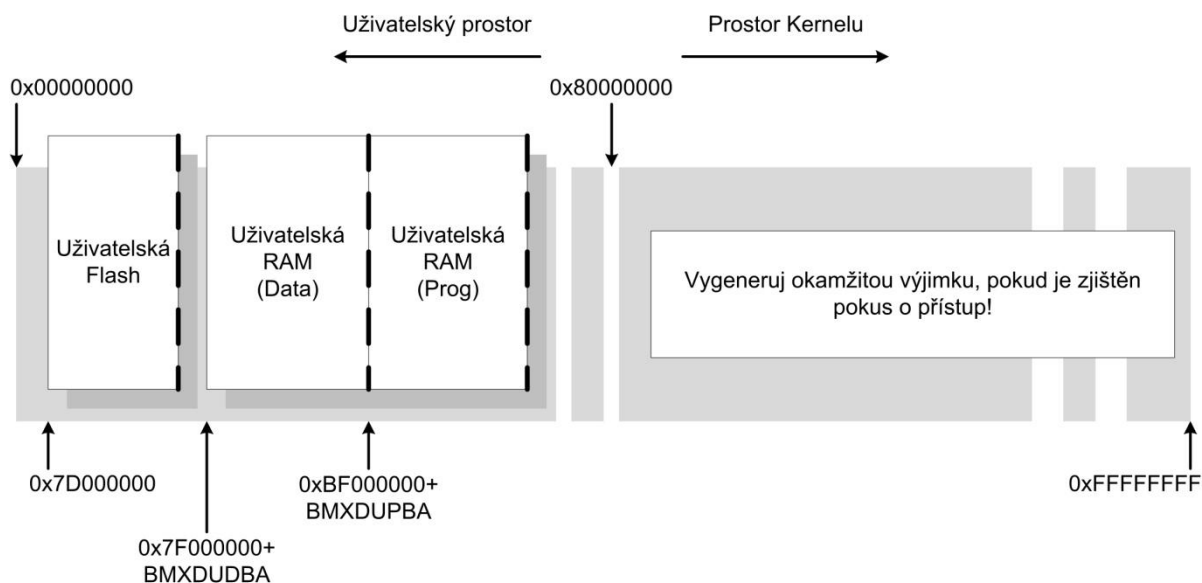 Uživatelský prostor
Prostor Kernelu
0x00000000
0x80000000
Uživatelská
Flash
Uživatelská
RAM
(Data)
Uživatelská
RAM
(Prog)
Vygeneruj okamžitou výjimku, pokud je zjištěn
pokus o přístup!
0x7D000000
0x7F000000+
BMXDUDBA
0xBF000000+
BMXDUPBA
0xFFFFFFFF